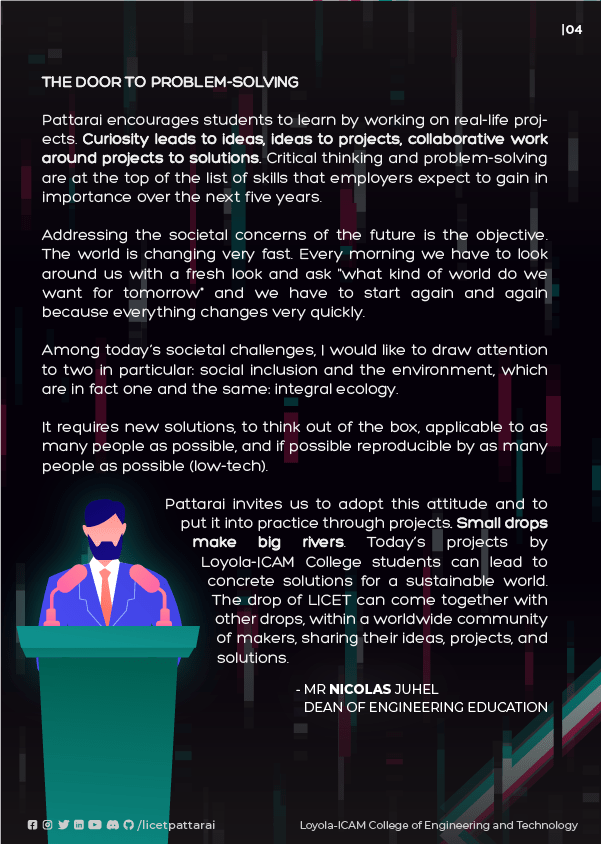 |04
THE DOOR TO PROBLEM-SOLVING
Pattarai encourages students to learn by working on real-life proj-
ects. Curiosity leads to ideas, ideas to projects, collaborative work
around projects to solutions. Critical thinking and problem-solving
are at the top of the list of skills that employers expect to gain in
importance over the next five years.
Addressing the societal concerns of the future is the objective.
The world is changing very fast. Every morning we have to look
around us with a fresh look and ask "what kind of world do we
want for tomorrow" and we have to start again and again
because everything changes very quickly.
Among today's societal challenges, I would like to draw attention
to two in particular: social inclusion and the environment, which
are in fact one and the same: integral ecology.
It requires new solutions, to think out of the box, applicable to as
many people as possible, and if possible reproducible by as many
people as possible (low-tech).
Pattarai invites us to adopt this attitude and to
put it into practice through projects. Small drops
make big rivers. Today's projects by
Loyola-ICAM College students can lead to
concrete solutions for a sustainable world.
The drop of LICET can come together with
other drops, within a worldwide community
of makers, sharing their ideas, projects, and
solutions.
- MR NICOLAS JUHEL
DEAN OF ENGINEERING EDUCATION
/licetpattarai
Loyola-ICAM College of Engineering and Technology